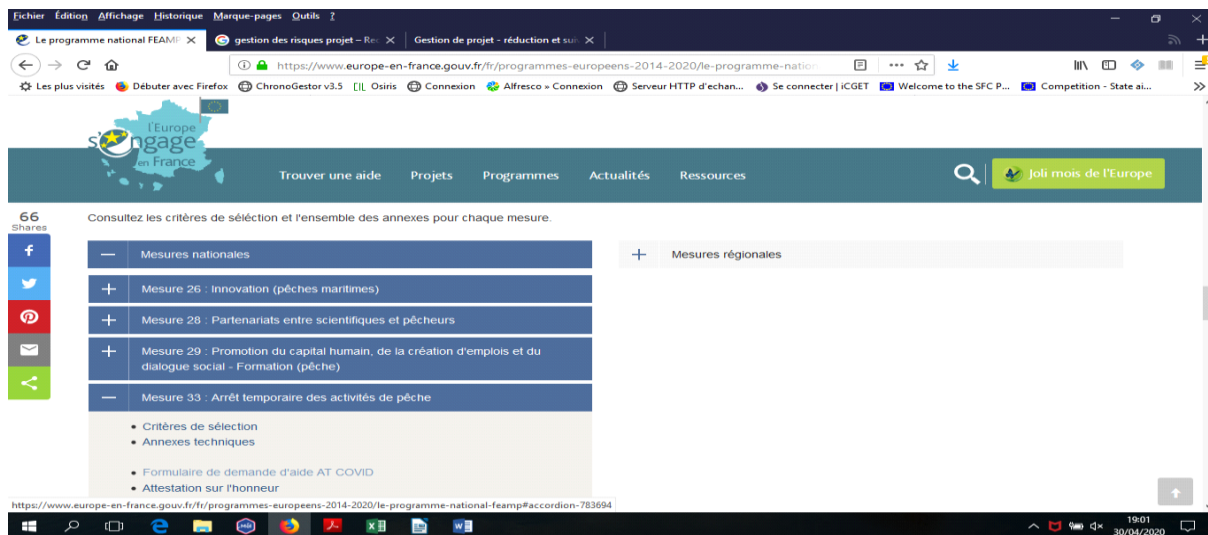 Fichier Édition Affichage Historique Marque-pages Outils ?
Le programme national FEAMP
gestion des risques projet – Rec
Gestion de projet - réduction et suiv
https://www.europe-en-france.gouv.fr/fr/programmes-europeens-2014-2020/le-programme-nation
Les plus visités Débuter avec Firefox ChronoGestor v3.5 Osiris Connexion Alfresco » Connexion Serveur HTTP d'echan... Se connecter | iCGET Welcome to the SFC P... Competition - State ai...
l'Europe
s'engage
en France
Trouver une aide Projets Programmes Actualités Ressources
Joli mois de l'Europe
66
Shares
Consultez les critères de séléction et l'ensemble des annexes pour chaque mesure.
Mesures nationales
Mesures régionales
Mesure 26 : Innovation (pêches maritimes)
Mesure 28 : Partenariats entre scientifiques et pêcheurs
Mesure 29 : Promotion du capital humain, de la création d'emplois et du
dialogue social - Formation (pêche)
Mesure 33 : Arrêt temporaire des activités de pêche
Critères de sélection
Annexes techniques
Formulaire de demande d'aide AT COVID
Attestation sur l'honneur
https://www.europe-en-france.gouv.fr/fr/programmes-europeens-2014-2020/le-programme-national-feamp#accordion-783694
19:01
30/04/2020